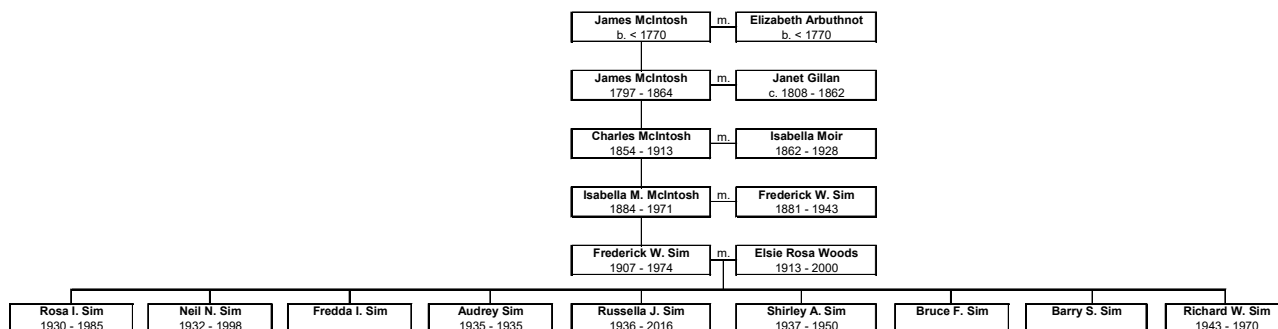 James McIntosh m. Elizabeth Arbuthnot
b. < 1770 b. < 1770
James McIntosh m. Janet Gillan
1797 - 1864 c. 1808 - 1862
Charles McIntosh m. Isabella Moir
1854 - 1913 1862 - 1928
Isabella M. McIntosh m. Frederick W. Sim
1884 - 1971 1881 - 1943
Frederick W. Sim m. Elsie Rosa Woods
1907 - 1974 1913 - 2000
Rosa I. Sim Neil N. Sim Fredda I. Sim Audrey Sim Russella J. Sim Shirley A. Sim Bruce F. Sim Barry S. Sim Richard W. Sim
1930 - 1985 1932 - 1998 1935 - 1935 1936 - 2016 1937 - 1950 1943 - 1970